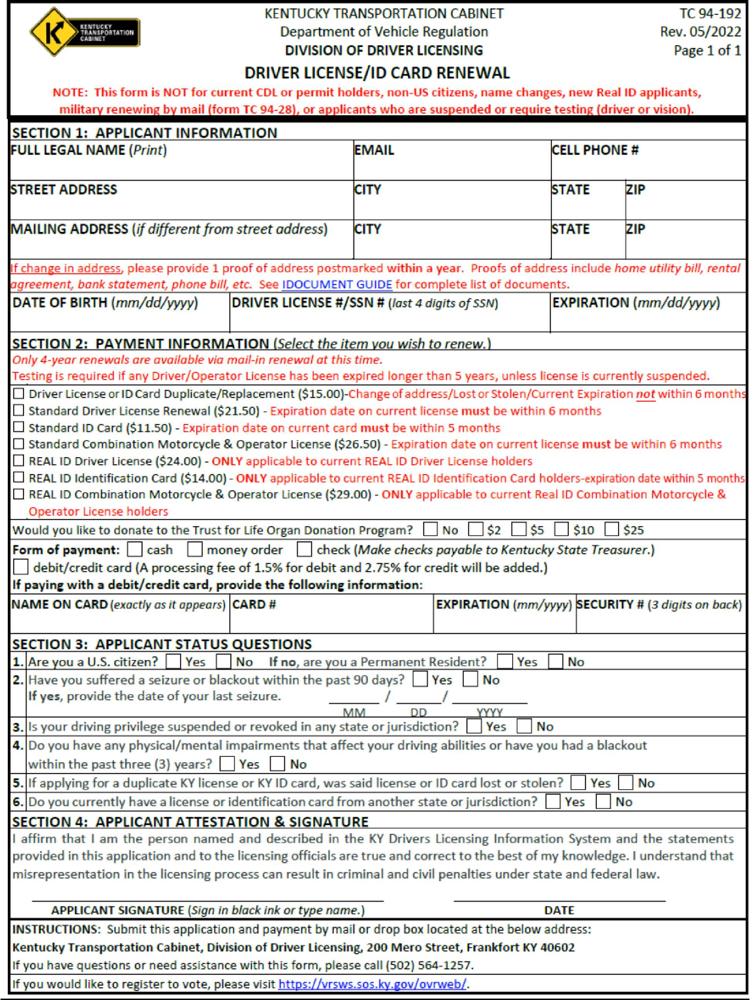 KENTUCKY
TRANSPORTATION
CABINET
KENTUCKY TRANSPORTATION CABINET
Department of Vehicle Regulation
DIVISION OF DRIVER LICENSING
DRIVER LICENSE/ID CARD RENEWAL
TC 94-192
Rev. 05/2022
Page 1 of 1
NOTE: This form is NOT for current CDL or permit holders, non-US citizens, name changes, new Real ID applicants,
military renewing by mail (form TC 94-28), or applicants who are suspended or require testing (driver or vision).
SECTION 1: APPLICANT INFORMATION
FULL LEGAL NAME (Print) EMAIL CELL PHONE #
STREET ADDRESS CITY STATE ZIP
MAILING ADDRESS (if different from street address) CITY STATE ZIP
If change in address, please provide 1 proof of address postmarked within a year. Proofs of address include home utility bill, rental
agreement, bank statement, phone bill, etc. See IDOCUMENT GUIDE for complete list of documents.
DATE OF BIRTH (mm/dd/yyyy) DRIVER LICENSE #/SSN # (last 4 digits of SSN) EXPIRATION (mm/dd/yyyy)
SECTION 2: PAYMENT INFORMATION (Select the item you wish to renew.)
Only 4-year renewals are available via mail-in renewal at this time.
Testing is required if any Driver/Operator License has been expired longer than 5 years, unless license is currently suspended.
Driver License or ID Card Duplicate/Replacement ($15.00)-Change of address/Lost or Stolen/Current Expiration not within 6 months
Standard Driver License Renewal ($21.50) - Expiration date on current license must be within 6 months
Standard ID Card ($11.50) - Expiration date on current card must be within 5 months
Standard Combination Motorcycle & Operator License ($26.50) - Expiration date on current license must be within 6 months
REAL ID Driver License ($24.00) - ONLY applicable to current REAL ID Driver License holders
REAL ID Identification Card ($14.00) - ONLY applicable to current REAL ID Identification Card holders-expiration date within 5 months
REAL ID Combination Motorcycle & Operator License ($29.00) - ONLY applicable to current Real ID Combination Motorcycle &
Operator License holders
Would you like to donate to the Trust for Life Organ Donation Program? No $2 $5 $10 $25
Form of payment: cash money order check (Make checks payable to Kentucky State Treasurer.)
debit/credit card (A processing fee of 1.5% for debit and 2.75% for credit will be added.)
If paying with a debit/credit card, provide the following information:
NAME ON CARD (exactly as it appears) CARD # EXPIRATION (mm/yyyy) SECURITY # (3 digits on back)
SECTION 3: APPLICANT STATUS QUESTIONS
1. Are you a U.S. citizen? Yes No If no, are you a Permanent Resident? Yes No
2. Have you suffered a seizure or blackout within the past 90 days? Yes No
If yes, provide the date of your last seizure. / /
MM DD YYYY
3. Is your driving privilege suspended or revoked in any state or jurisdiction? Yes No
4. Do you have any physical/mental impairments that affect your driving abilities or have you had a blackout
within the past three (3) years? Yes No
5. If applying for a duplicate KY license or KY ID card, was said license or ID card lost or stolen? Yes No
6. Do you currently have a license or identification card from another state or jurisdiction? Yes No
SECTION 4: APPLICANT ATTESTATION & SIGNATURE
I affirm that I am the person named and described in the KY Drivers Licensing Information System and the statements
provided in this application and to the licensing officials are true and correct to the best of my knowledge. I understand that
misrepresentation in the licensing process can result in criminal and civil penalties under state and federal law.
APPLICANT SIGNATURE (Sign in black ink or type name.) DATE
INSTRUCTIONS: Submit this application and payment by mail or drop box located at the below address:
Kentucky Transportation Cabinet, Division of Driver Licensing, 200 Mero Street, Frankfort KY 40602
If you have questions or need assistance with this form, please call (502) 564-1257.
If you would like to register to vote, please visit https://vrsws.sos.ky.gov/ovrweb/.